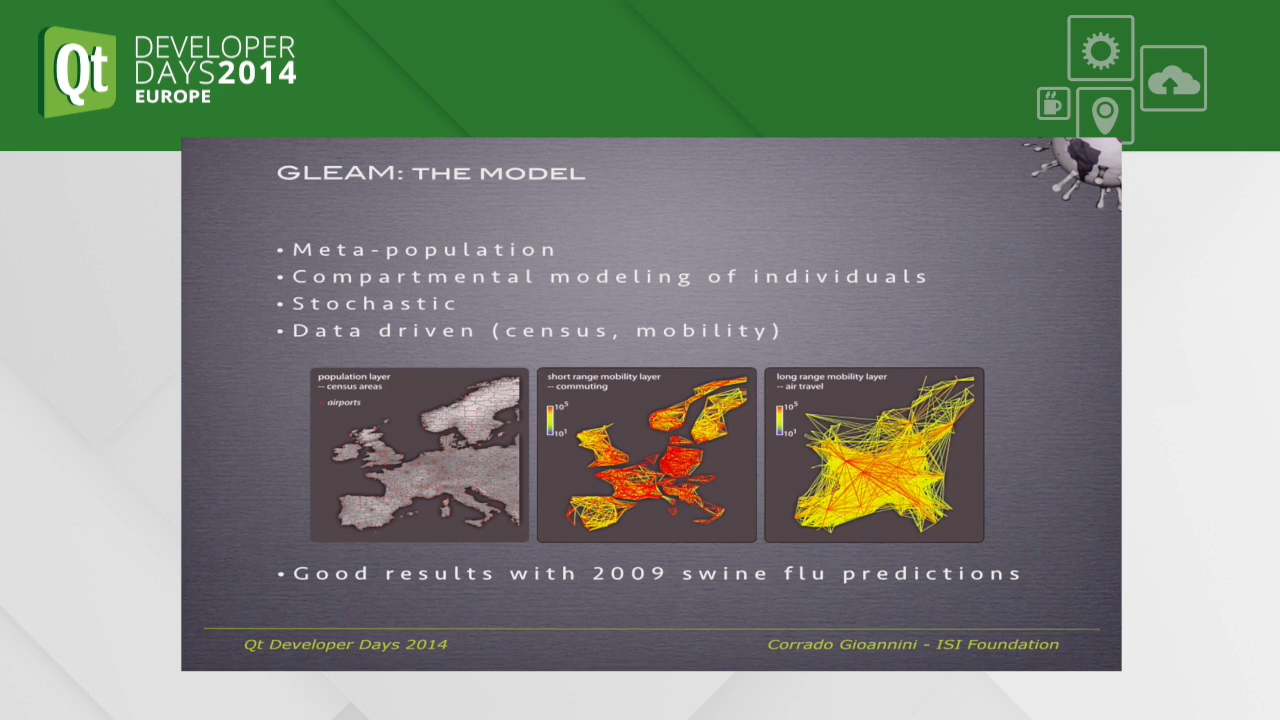 Qt
DEVELOPER
DAYS2014
EUROPE
GLEAM: THE MODEL
• Meta-population
• Compartmental modeling of individuals
• Stochastic
• Data driven (census, mobility)
population layer
-- census areas
airports
short range mobility layer
-- commuting
10⁵
10¹
long range mobility layer
-- air travel
10⁵
10¹
• Good results with 2009 swine flu predictions
Qt Developer Days 2014
Corrado Gioannini - ISI Foundation